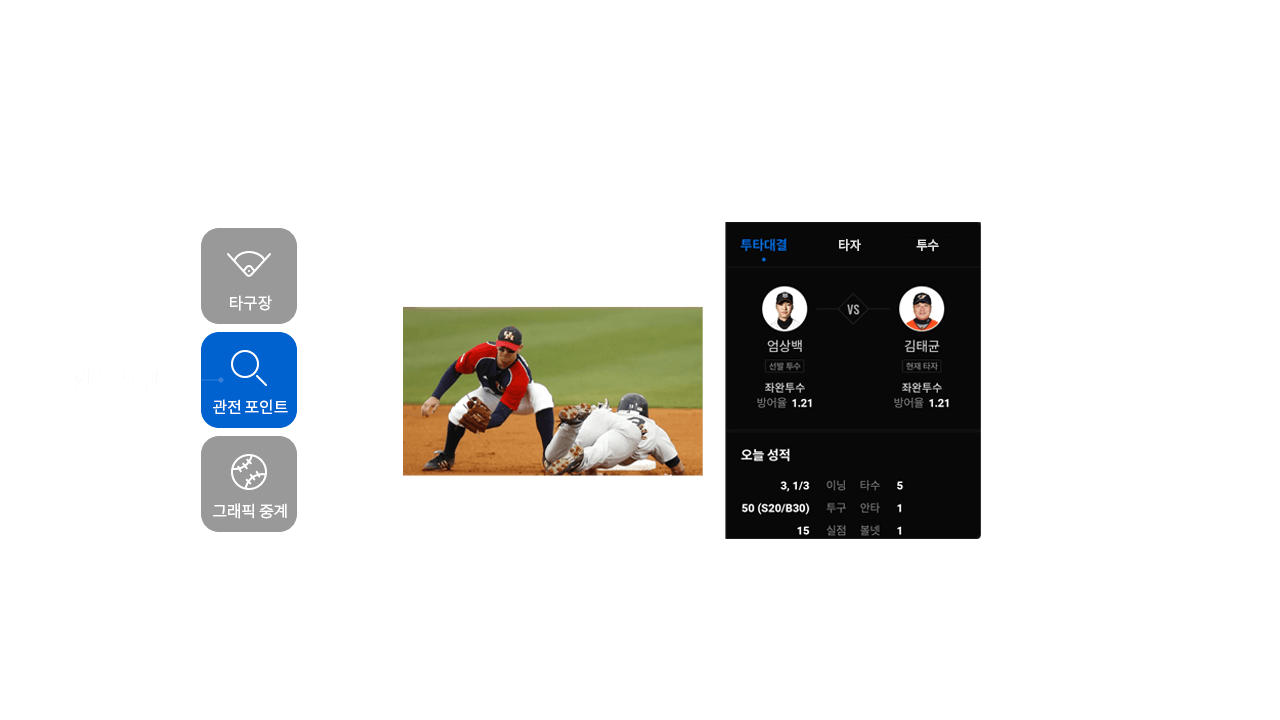 타구장
관전 포인트
그래픽 중계
투타대결 타자 투수
VS
엄상백 김태균
선발 투수 현재 타자
좌완투수 좌완투수
방어율 1.21 방어율 1.21
오늘 성적
3, 1/3 이닝 타수 5
50 (S20/B30) 투구 안타 1
15 실점 볼넷 1